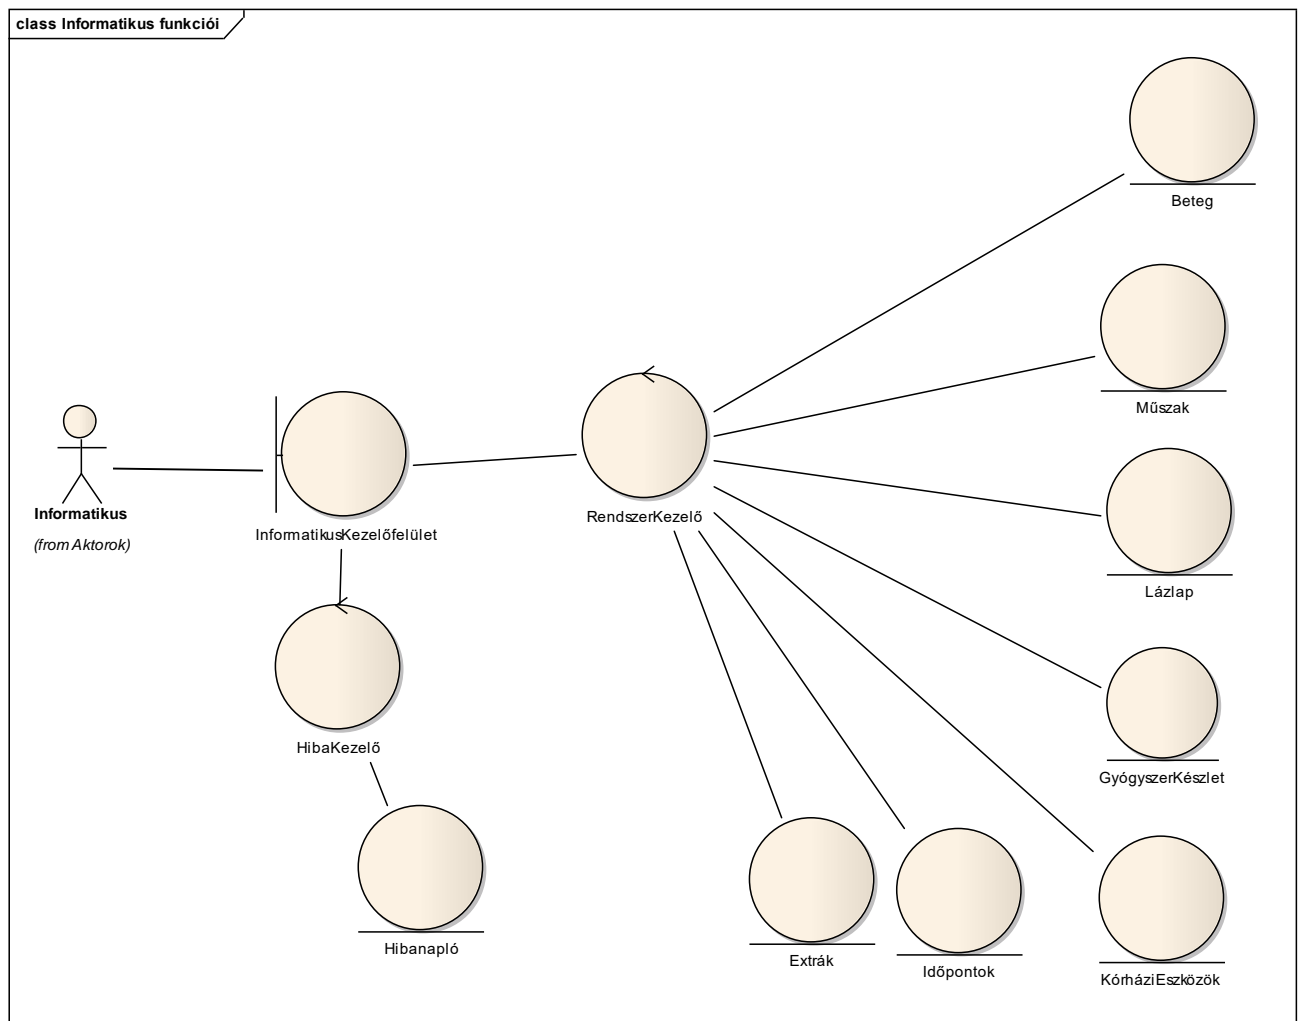 class Informatikus funkciói
Beteg
Műszak
Informatikus
(from Aktorok)
InformatikusKezelőfelület
RendszerKezelő
Lázlap
HibaKezelő
GyógyszerKészlet
Hibanapló
Extrák
Időpontok
KórháziEszközök